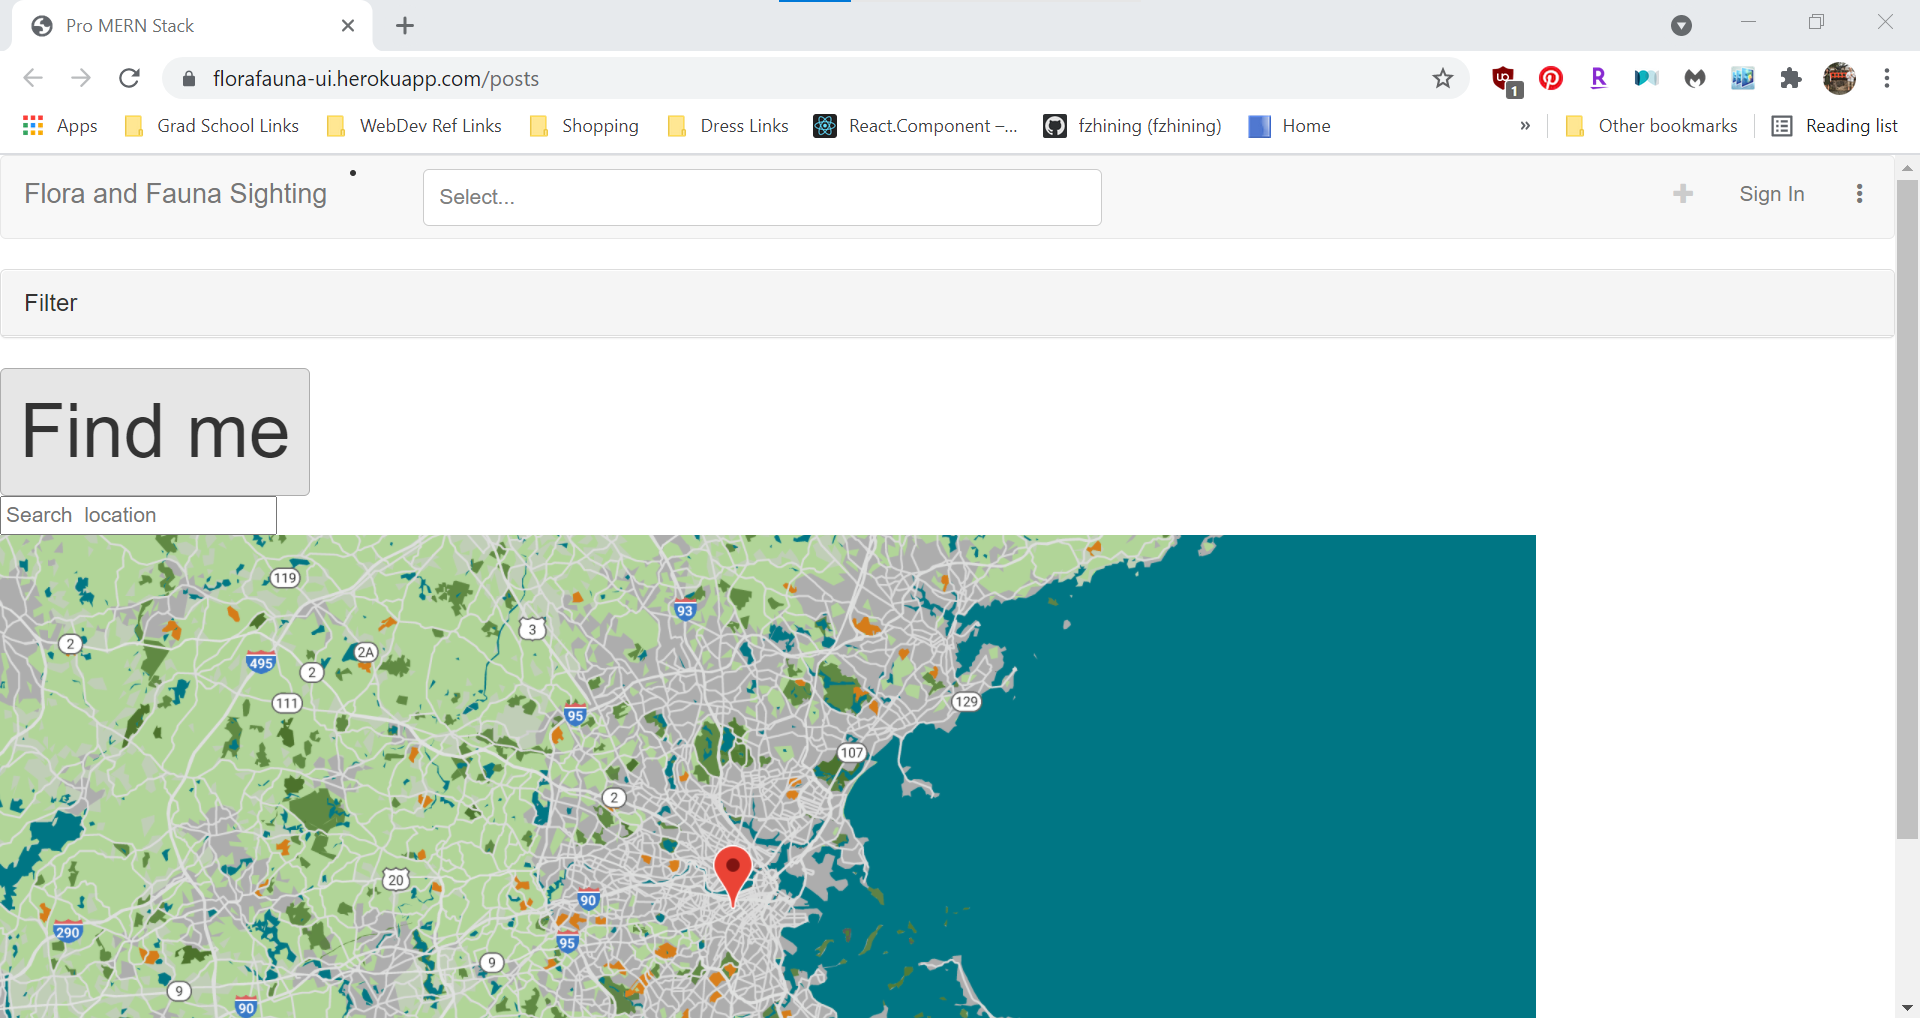 Pro MERN Stack
florafauna-ui.herokuapp.com/posts
1
Apps Grad School Links WebDev Ref Links Shopping Dress Links React.Component –... fzhining (fzhining) Home » Other bookmarks Reading list
Flora and Fauna Sighting Select... Sign In
Filter
Find me
Search location
119
93
3
2
2A
495
2
111
129
95
107
2
20
90
290
95
9
9
90